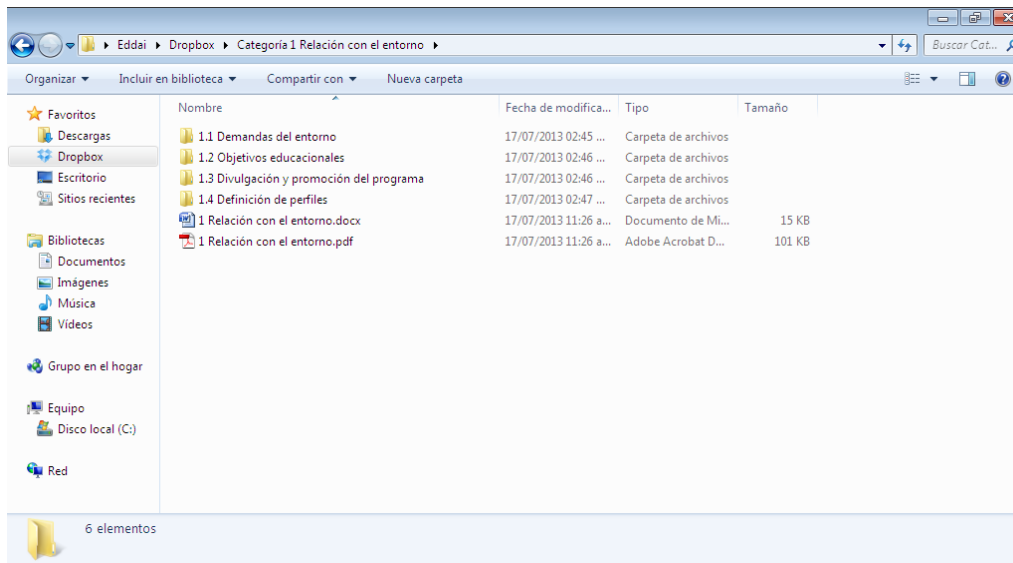 Eddai ▸ Dropbox ▸ Categoría 1 Relación con el entorno ▸
Buscar Cat...
Organizar Incluir en biblioteca Compartir con Nueva carpeta
Favoritos
Descargas
Dropbox
Escritorio
Sitios recientes
Bibliotecas
Documentos
Imágenes
Música
Vídeos
Grupo en el hogar
Equipo
Disco local (C:)
Red
Nombre Fecha de modifica... Tipo Tamaño
1.1 Demandas del entorno 17/07/2013 02:45 ... Carpeta de archivos
1.2 Objetivos educacionales 17/07/2013 02:46 ... Carpeta de archivos
1.3 Divulgación y promoción del programa 17/07/2013 02:46 ... Carpeta de archivos
1.4 Definición de perfiles 17/07/2013 02:47 ... Carpeta de archivos
1 Relación con el entorno.docx 17/07/2013 11:26 a... Documento de Mi... 15 KB
1 Relación con el entorno.pdf 17/07/2013 11:26 a... Adobe Acrobat D... 101 KB
6 elementos